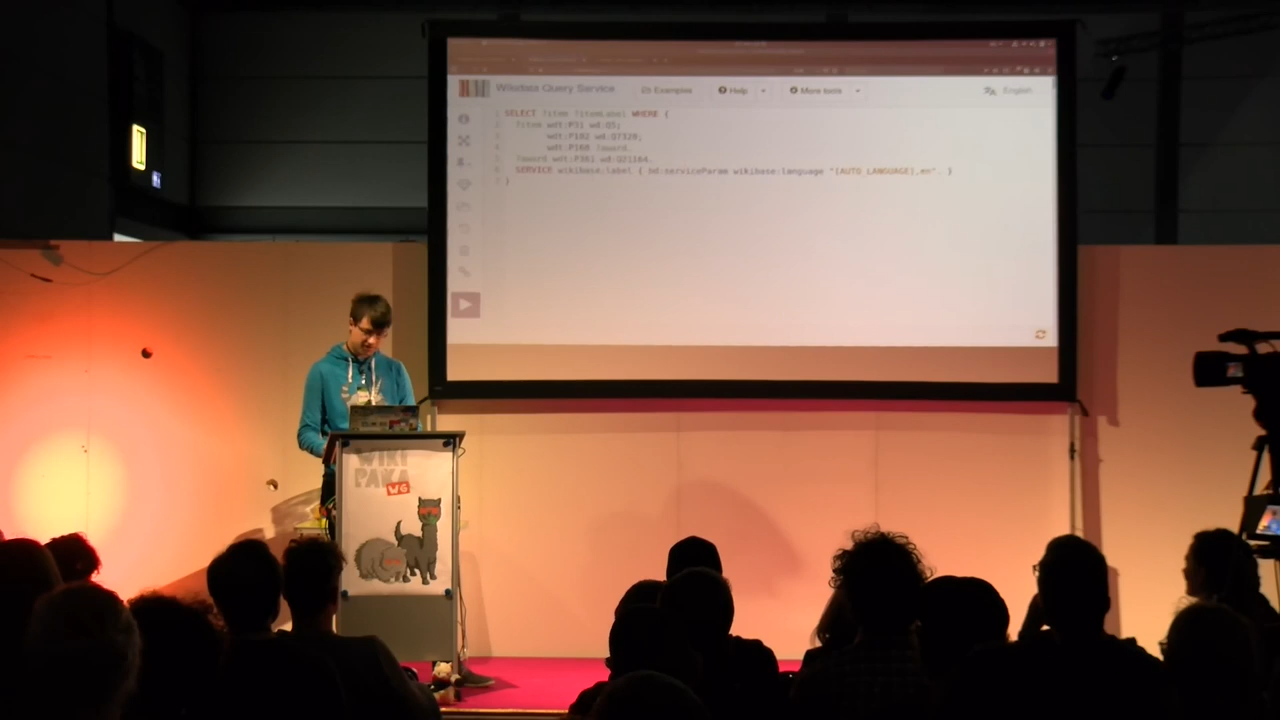 Wikidata Query Service
Examples
Help
More tools
English
SELECT ?item ?itemLabel WHERE {
?item wdt:P31 wd:Q5;
wdt:P102 wd:Q7320;
wdt:P166 ?award.
?award wdt:P361 wd:Q21164.
SERVICE wikibase:label { bd:serviceParam wikibase:language "[AUTO_LANGUAGE],en". }
}
WIKI
PAKA
WG